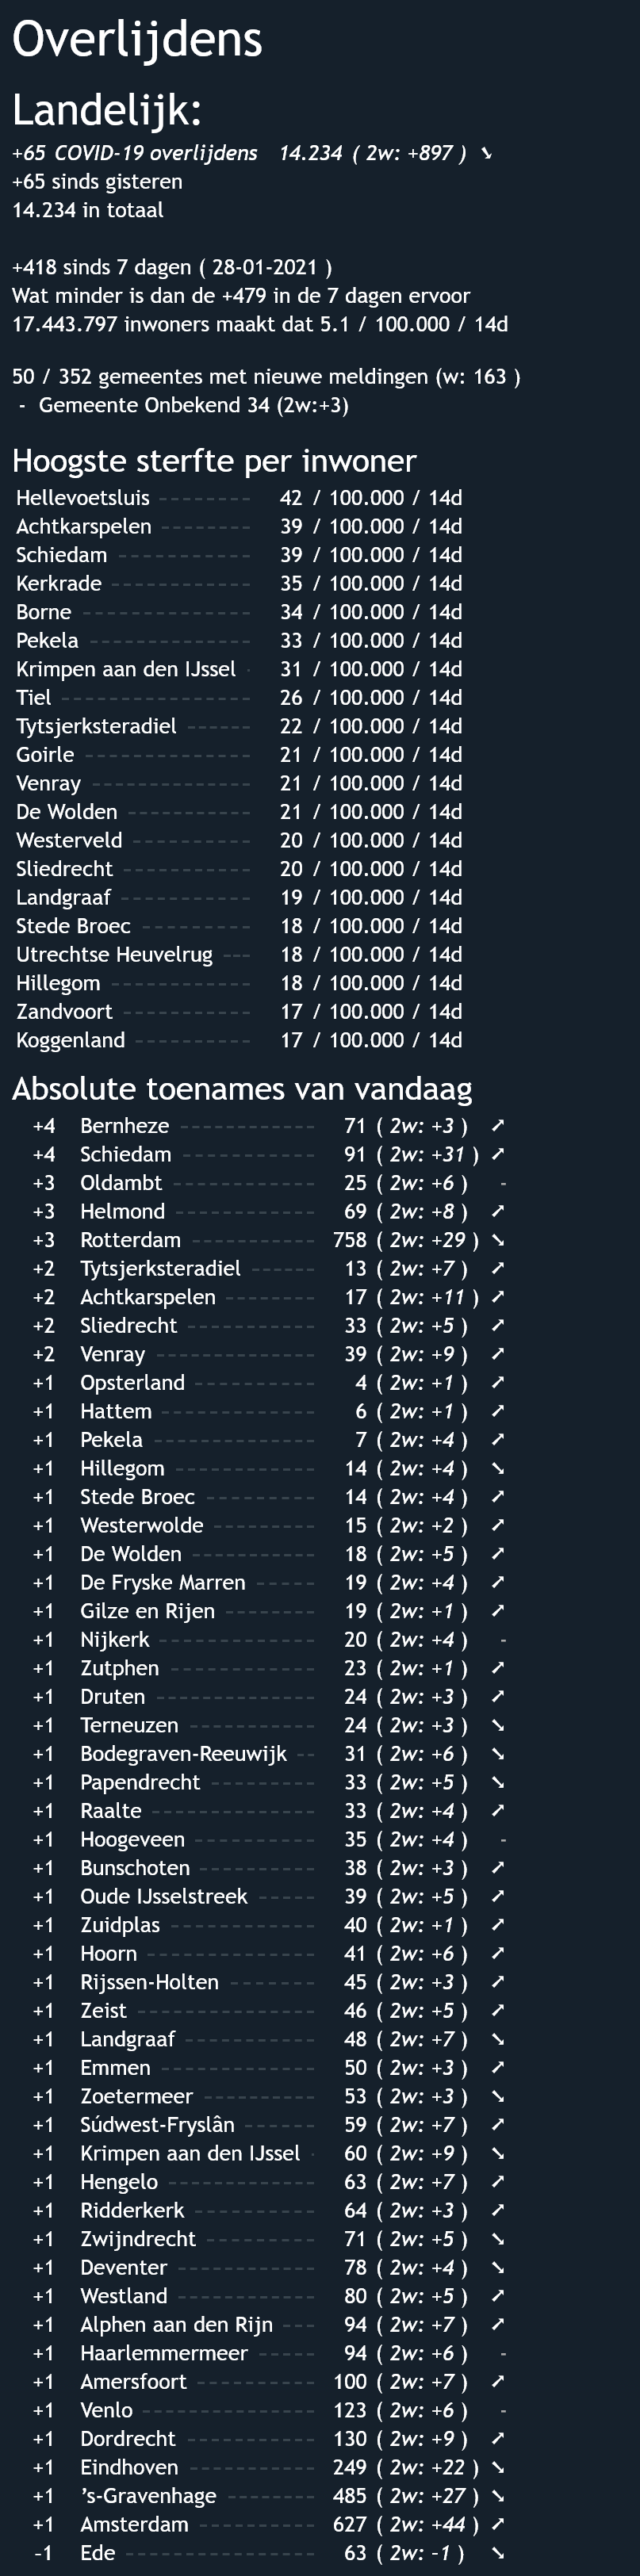 Overlijdens
Landelijk:
+65 COVID-19 overlijdens 14.234 ( 2w: +897 ) ➘
+65 sinds gisteren
14.234 in totaal
+418 sinds 7 dagen ( 28-01-2021 )
Wat minder is dan de +479 in de 7 dagen ervoor
17.443.797 inwoners maakt dat 5.1 / 100.000 / 14d
50 / 352 gemeentes met nieuwe meldingen (w: 163 )
- Gemeente Onbekend 34 (2w:+3)
Hoogste sterfte per inwoner
Hellevoetsluis -------- 42 / 100.000 / 14d
Achtkarspelen -------- 39 / 100.000 / 14d
Schiedam ----------- 39 / 100.000 / 14d
Kerkrade ------------ 35 / 100.000 / 14d
Borne -------------- 34 / 100.000 / 14d
Pekela -------------- 33 / 100.000 / 14d
Krimpen aan den IJssel - 31 / 100.000 / 14d
Tiel ---------------- 26 / 100.000 / 14d
Tytsjerksteradiel ------ 22 / 100.000 / 14d
Goirle -------------- 21 / 100.000 / 14d
Venray ------------- 21 / 100.000 / 14d
De Wolden ---------- 21 / 100.000 / 14d
Westerveld ---------- 20 / 100.000 / 14d
Sliedrecht ----------- 20 / 100.000 / 14d
Landgraaf ----------- 19 / 100.000 / 14d
Stede Broec --------- 18 / 100.000 / 14d
Utrechtse Heuvelrug --- 18 / 100.000 / 14d
Hillegom ------------ 18 / 100.000 / 14d
Zandvoort ----------- 17 / 100.000 / 14d
Koggenland ---------- 17 / 100.000 / 14d
Absolute toenames van vandaag
+4 Bernheze ------------ 71 ( 2w: +3 ) ➚
+4 Schiedam ------------ 91 ( 2w: +31 ) ➚
+3 Oldambt ------------ 25 ( 2w: +6 ) -
+3 Helmond ------------ 69 ( 2w: +8 ) ➚
+3 Rotterdam ----------- 758 ( 2w: +29 ) ➘
+2 Tytsjerksteradiel ------ 13 ( 2w: +7 ) ➚
+2 Achtkarspelen -------- 17 ( 2w: +11 ) ➚
+2 Sliedrecht ----------- 33 ( 2w: +5 ) ➚
+2 Venray ------------- 39 ( 2w: +9 ) ➚
+1 Opsterland ---------- 4 ( 2w: +1 ) ➚
+1 Hattem ------------- 6 ( 2w: +1 ) ➚
+1 Pekela -------------- 7 ( 2w: +4 ) ➚
+1 Hillegom ------------ 14 ( 2w: +4 ) ➘
+1 Stede Broec --------- 14 ( 2w: +4 ) ➚
+1 Westerwolde --------- 15 ( 2w: +2 ) ➚
+1 De Wolden ---------- 18 ( 2w: +5 ) ➚
+1 De Fryske Marren ----- 19 ( 2w: +4 ) ➚
+1 Gilze en Rijen -------- 19 ( 2w: +1 ) ➚
+1 Nijkerk ------------- 20 ( 2w: +4 ) -
+1 Zutphen ------------ 23 ( 2w: +1 ) ➚
+1 Druten ------------- 24 ( 2w: +3 ) ➚
+1 Terneuzen ----------- 24 ( 2w: +3 ) ➘
+1 Bodegraven-Reeuwijk -- 31 ( 2w: +6 ) ➘
+1 Papendrecht --------- 33 ( 2w: +5 ) ➘
+1 Raalte -------------- 33 ( 2w: +4 ) ➚
+1 Hoogeveen ---------- 35 ( 2w: +4 ) -
+1 Bunschoten ---------- 38 ( 2w: +3 ) ➚
+1 Oude IJsselstreek ----- 39 ( 2w: +5 ) ➚
+1 Zuidplas ------------ 40 ( 2w: +1 ) ➚
+1 Hoorn -------------- 41 ( 2w: +6 ) ➚
+1 Rijssen-Holten ------- 45 ( 2w: +3 ) ➚
+1 Zeist --------------- 46 ( 2w: +5 ) ➚
+1 Landgraaf ----------- 48 ( 2w: +7 ) ➘
+1 Emmen ------------- 50 ( 2w: +3 ) ➚
+1 Zoetermeer ---------- 53 ( 2w: +3 ) ➘
+1 Súdwest-Fryslân ------ 59 ( 2w: +7 ) ➚
+1 Krimpen aan den IJssel - 60 ( 2w: +9 ) ➘
+1 Hengelo ------------ 63 ( 2w: +7 ) ➚
+1 Ridderkerk ---------- 64 ( 2w: +3 ) ➚
+1 Zwijndrecht --------- 71 ( 2w: +5 ) ➘
+1 Deventer ------------ 78 ( 2w: +4 ) ➘
+1 Westland ------------ 80 ( 2w: +5 ) ➚
+1 Alphen aan den Rijn --- 94 ( 2w: +7 ) ➚
+1 Haarlemmermeer ----- 94 ( 2w: +6 ) -
+1 Amersfoort ---------- 100 ( 2w: +7 ) ➚
+1 Venlo -------------- 123 ( 2w: +6 ) -
+1 Dordrecht ----------- 130 ( 2w: +9 ) ➚
+1 Eindhoven ----------- 249 ( 2w: +22 ) ➘
+1 's-Gravenhage -------- 485 ( 2w: +27 ) ➘
+1 Amsterdam ---------- 627 ( 2w: +44 ) ➚
-1 Ede ---------------- 63 ( 2w: -1 ) ➘